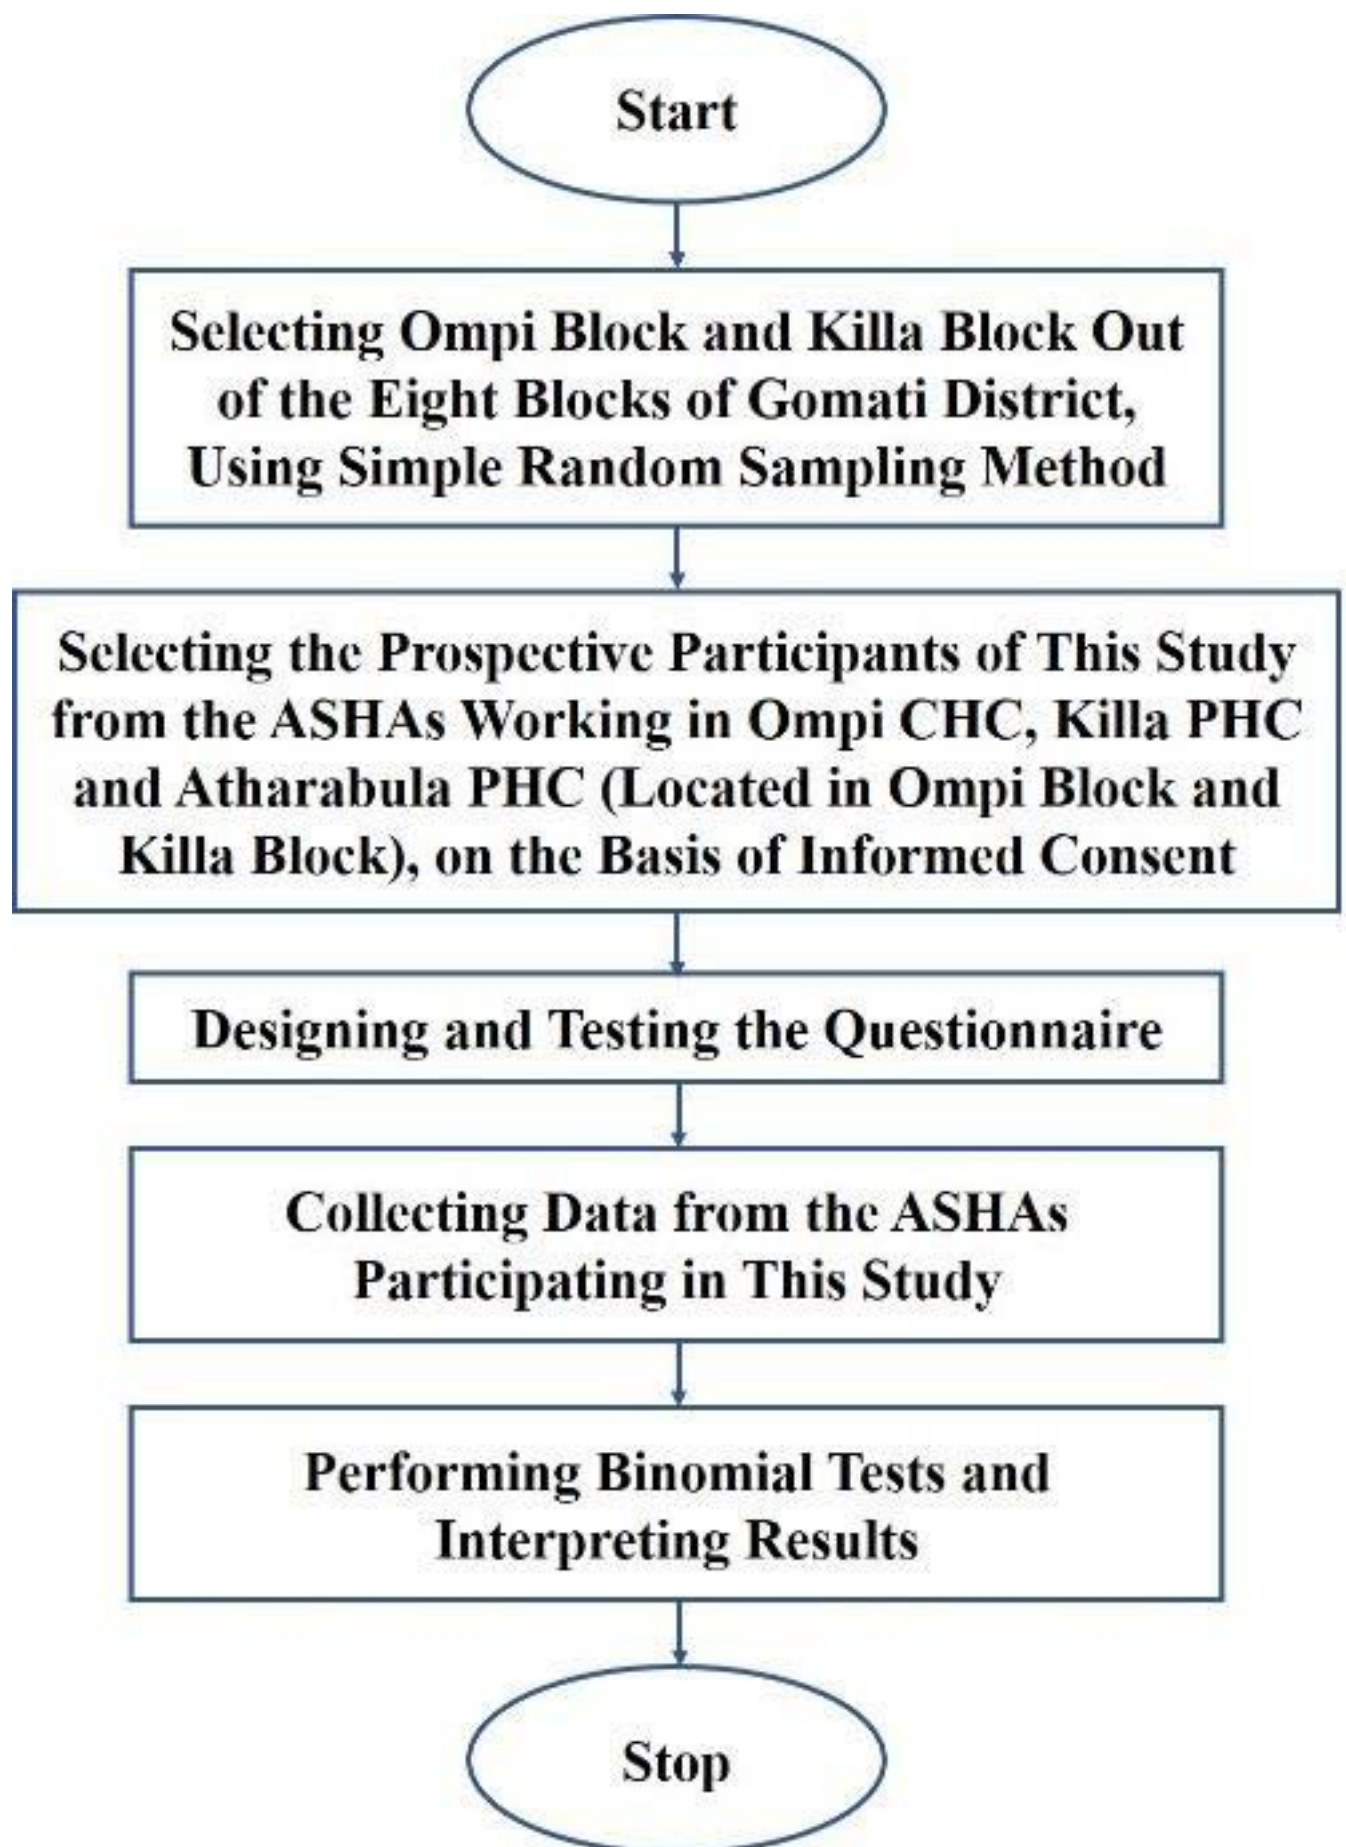 Start
Selecting Ompi Block and Killa Block Out
of the Eight Blocks of Gomati District,
Using Simple Random Sampling Method
Selecting the Prospective Participants of This Study
from the ASHAs Working in Ompi CHC, Killa PHC
and Atharabula PHC (Located in Ompi Block and
Killa Block), on the Basis of Informed Consent
Designing and Testing the Questionnaire
Collecting Data from the ASHAs
Participating in This Study
Performing Binomial Tests and
Interpreting Results
Stop